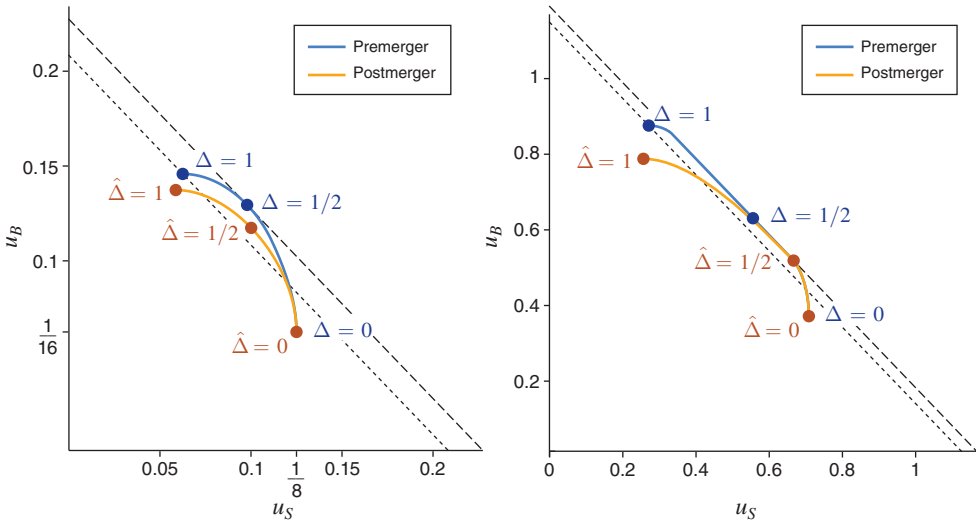 Premerger
Postmerger
0.2
0.15
0.1
1/16
u_B
Δ = 1
Δ̂ = 1
Δ = 1/2
Δ̂ = 1/2
Δ̂ = 0
Δ = 0
0.05
0.1
1/8
0.15
0.2
u_S
Premerger
Postmerger
1
0.8
0.6
0.4
0.2
u_B
Δ = 1
Δ̂ = 1
Δ = 1/2
Δ̂ = 1/2
Δ̂ = 0
Δ = 0
0
0.2
0.4
0.6
0.8
1
u_S